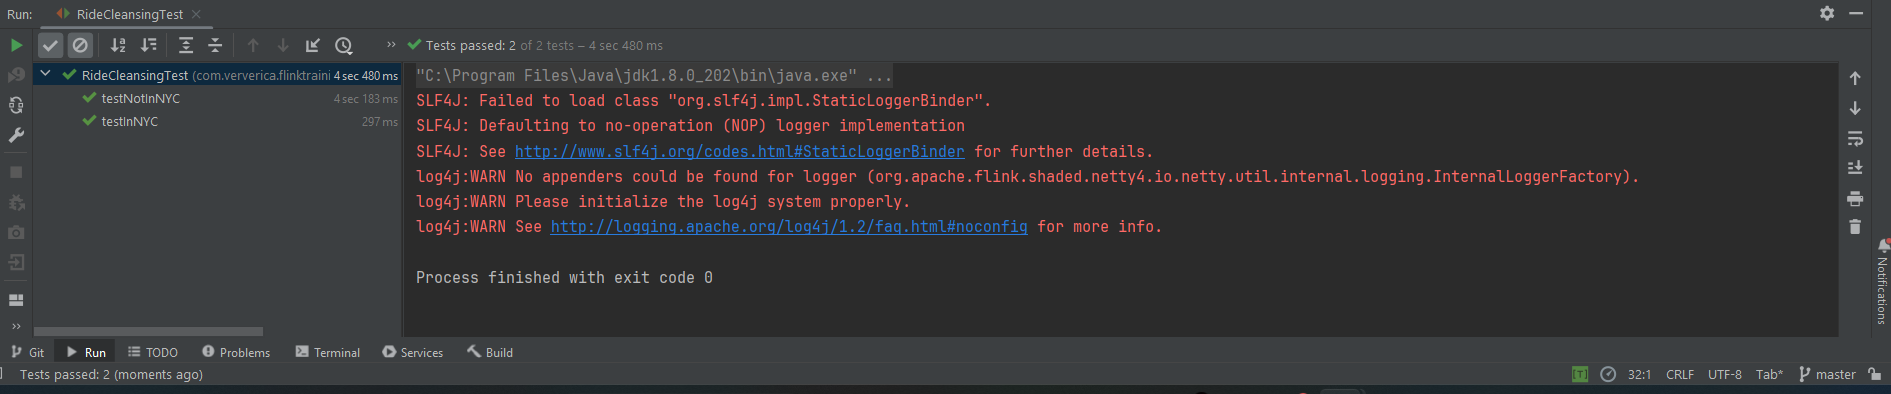 Run: RideCleansingTest
Tests passed: 2 of 2 tests – 4 sec 480 ms
RideCleansingTest (com.ververica.flinktraini 4 sec 480 ms
testNotInNYC 4 sec 183 ms
testInNYC 297 ms
"C:\Program Files\Java\jdk1.8.0_202\bin\java.exe" ...
SLF4J: Failed to load class "org.slf4j.impl.StaticLoggerBinder".
SLF4J: Defaulting to no-operation (NOP) logger implementation
SLF4J: See http://www.slf4j.org/codes.html#StaticLoggerBinder for further details.
log4j:WARN No appenders could be found for logger (org.apache.flink.shaded.netty4.io.netty.util.internal.logging.InternalLoggerFactory).
log4j:WARN Please initialize the log4j system properly.
log4j:WARN See http://logging.apache.org/log4j/1.2/faq.html#noconfig for more info.
Process finished with exit code 0
Notifications
Git Run TODO Problems Terminal Services Build
Tests passed: 2 (moments ago) 32:1 CRLF UTF-8 Tab* master